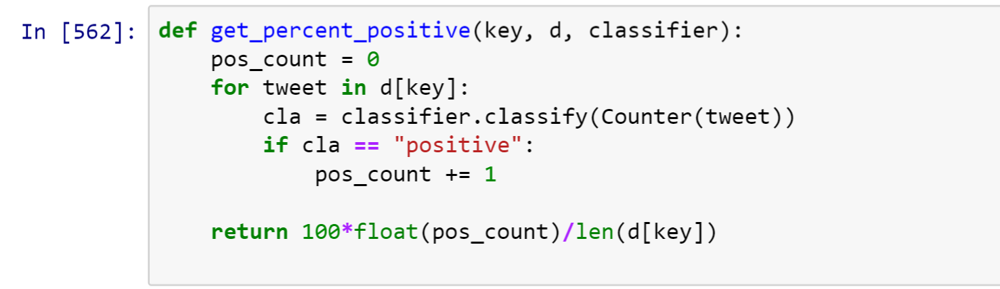 In [562]: def get_percent_positive(key, d, classifier):
    pos_count = 0
    for tweet in d[key]:
        cla = classifier.classify(Counter(tweet))
        if cla == "positive":
            pos_count += 1
    return 100*float(pos_count)/len(d[key])